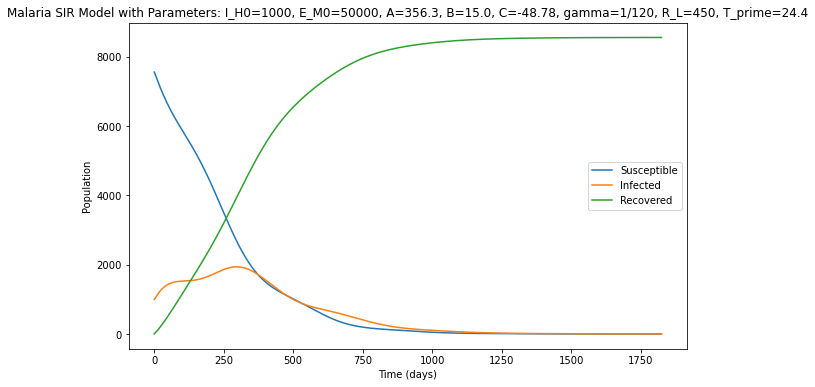 Malaria SIR Model with Parameters: I_H0=1000, E_M0=50000, A=356.3, B=15.0, C=-48.78, gamma=1/120, R_L=450, T_prime=24.4
8000
6000
4000
2000
0
Population
Susceptible
Infected
Recovered
0 250 500 750 1000 1250 1500 1750
Time (days)